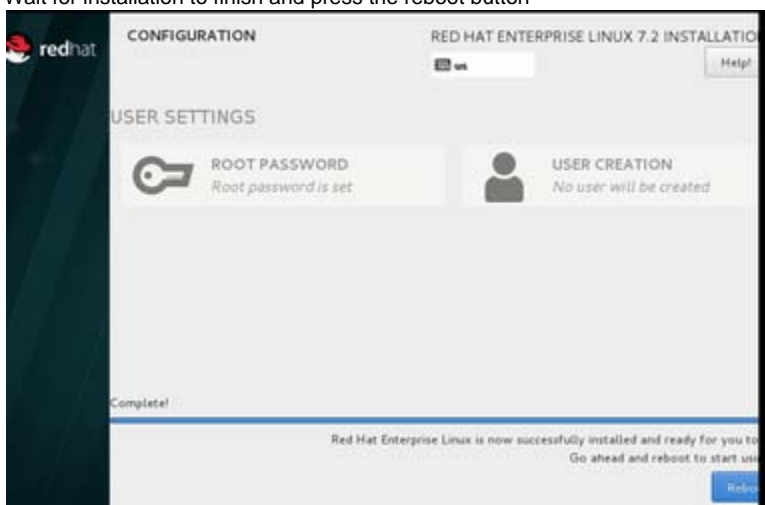 Wait for installation to finish and press the reboot button
redhat
CONFIGURATION
RED HAT ENTERPRISE LINUX 7.2 INSTALLATIO
us
Help!
USER SETTINGS
ROOT PASSWORD
Root password is set
USER CREATION
No user will be created
Complete!
Red Hat Enterprise Linux is now successfully installed and ready for you to
Go ahead and reboot to start usi
Rebo